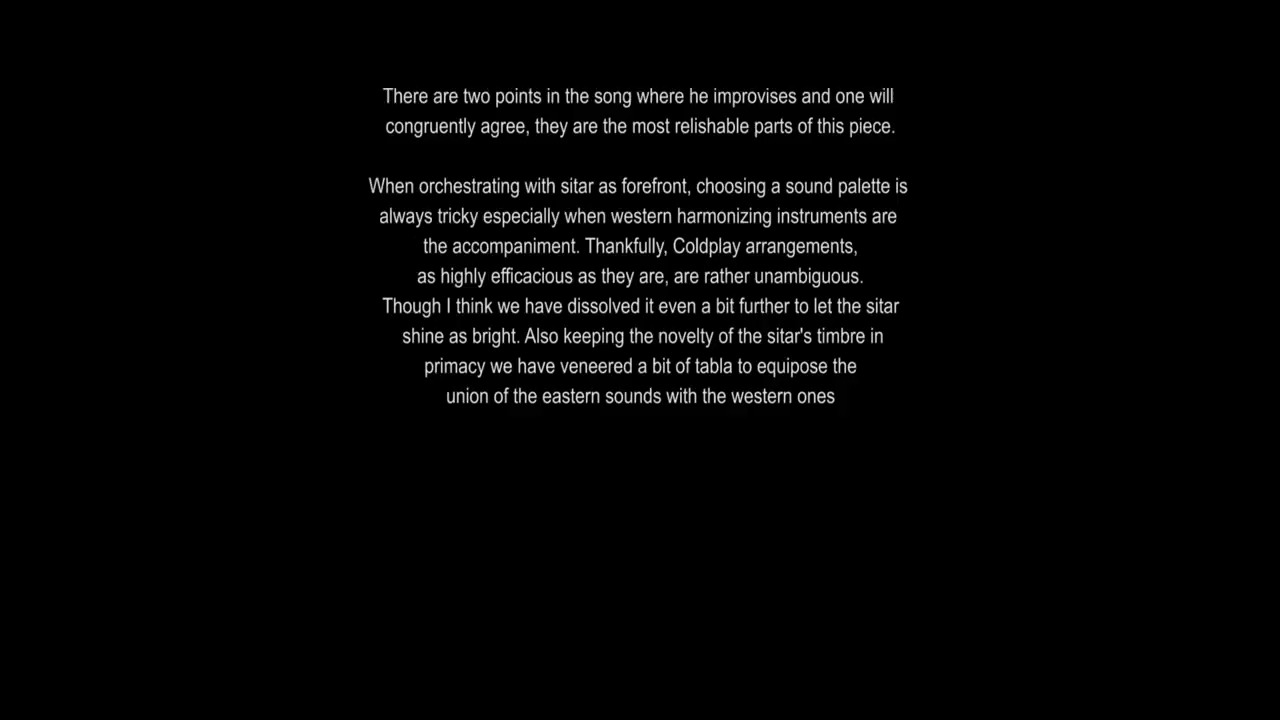 There are two points in the song where he improvises and one will
congruently agree, they are the most relishable parts of this piece.
When orchestrating with sitar as forefront, choosing a sound palette is
always tricky especially when western harmonizing instruments are
the accompaniment. Thankfully, Coldplay arrangements,
as highly efficacious as they are, are rather unambiguous.
Though I think we have dissolved it even a bit further to let the sitar
shine as bright. Also keeping the novelty of the sitar's timbre in
primacy we have veneered a bit of tabla to equipose the
union of the eastern sounds with the western ones